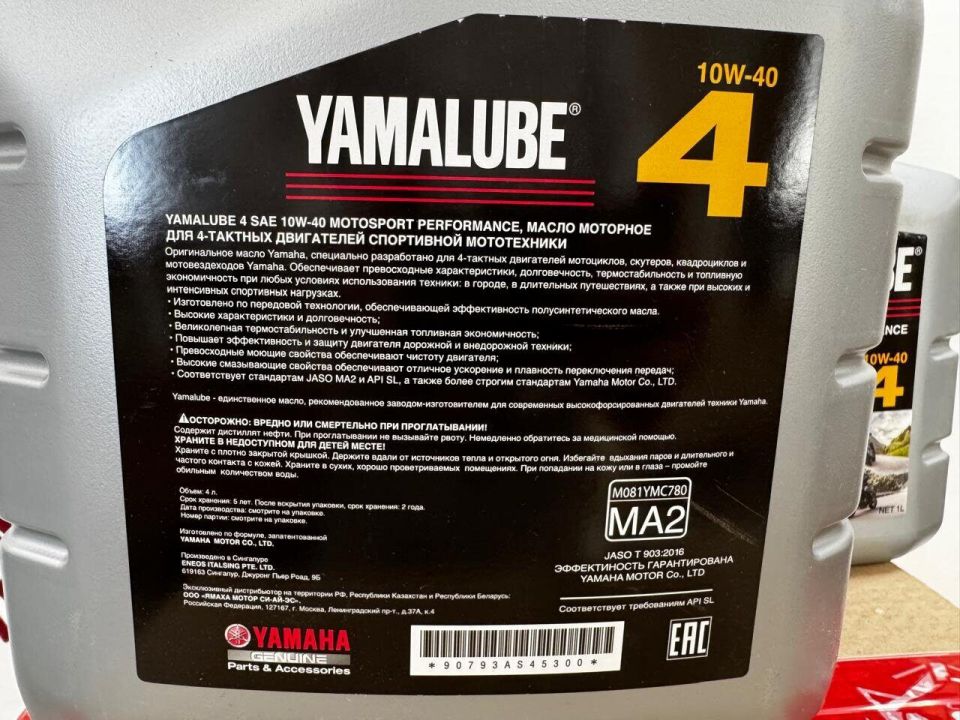 10W-40
YAMALUBE®
4
YAMALUBE 4 SAE 10W-40 MOTOSPORT PERFORMANCE, МАСЛО МОТОРНОЕ
ДЛЯ 4-ТАКТНЫХ ДВИГАТЕЛЕЙ СПОРТИВНОЙ МОТОТЕХНИКИ
Оригинальное масло Yamaha, специально разработано для 4-тактных двигателей мотоциклов, скутеров, квадроциклов и
мотовездеходов Yamaha. Обеспечивает превосходные характеристики, долговечность, термостабильность и топливную
экономичность при любых условиях использования техники: в городе, в длительных путешествиях, а также при высоких и
интенсивных спортивных нагрузках.
• Изготовлено по передовой технологии, обеспечивающей эффективность полусинтетического масла.
• Высокие характеристики и долговечность;
• Великолепная термостабильность и улучшенная топливная экономичность;
• Повышает эффективность и защиту двигателя дорожной и внедорожной техники;
• Превосходные моющие свойства обеспечивают чистоту двигателя;
• Высокие смазывающие свойства обеспечивают отличное ускорение и плавность переключения передач;
• Соответствует стандартам JASO MA2 и API SL, а также более строгим стандартам Yamaha Motor Co., LTD.
Yamalube - единственное масло, рекомендованное заводом-изготовителем для современных высокофорсированных двигателей техники Yamaha.
ОСТОРОЖНО: ВРЕДНО ИЛИ СМЕРТЕЛЬНО ПРИ ПРОГЛАТЫВАНИИ!
Содержит дистиллят нефти. При проглатывании не вызывайте рвоту. Немедленно обратитесь за медицинской помощью.
ХРАНИТЕ В НЕДОСТУПНОМ ДЛЯ ДЕТЕЙ МЕСТЕ!
Храните с плотно закрытой крышкой. Держите вдали от источников тепла и открытого огня. Избегайте вдыхания паров и длительного и
частого контакта с кожей. Храните в сухих, хорошо проветриваемых помещениях. При попадании на кожу или в глаза – промойте
обильным количеством воды.
Объем: 4 л.
Срок хранения: 5 лет. После вскрытия упаковки, срок хранения: 2 года.
Дата производства: смотрите на упаковке.
Номер партии: смотрите на упаковке.
Изготовлено по формуле, запатентованной
YAMAHA MOTOR CO., LTD.
Произведено в Сингапуре
ENEOS ITALSING PTE. LTD.
619163 Сингапур, Джуронг Пьер Роад, 9Б
Эксклюзивный дистрибьютор на территории РФ, Республики Казахстан и Республики Беларусь:
ООО «ЯМАХА МОТОР СИ-АЙ-ЭС».
Российская Федерация, 127167, г. Москва, Ленинградский пр-т., д.37А, к.4
M081YMC780
MA2
JASO T 903:2016
ЭФФЕКТИНОСТЬ ГАРАНТИРОВАНА
YAMAHA MOTOR Co., LTD
Соответствует требованиям API SL
YAMAHA
GENUINE
Parts & Accessories
*90793AS45300*
EAC
10W-40
4
NET 1L